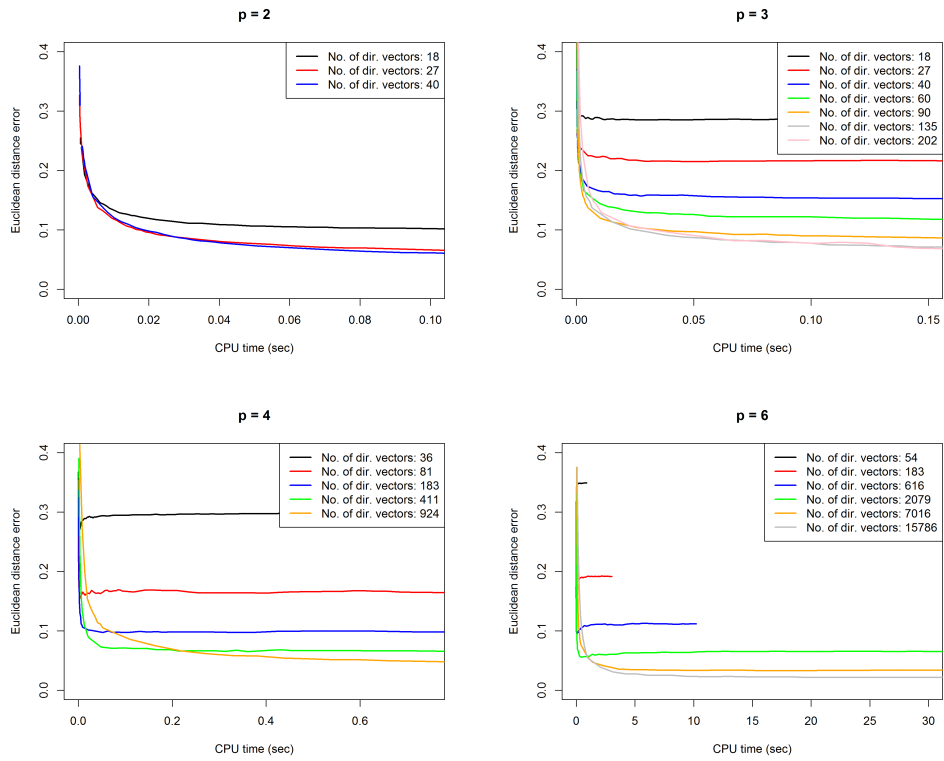 p = 2
0.0 0.1 0.2 0.3 0.4
Euclidean distance error
No. of dir. vectors: 18
No. of dir. vectors: 27
No. of dir. vectors: 40
0.00 0.02 0.04 0.06 0.08 0.10
CPU time (sec)
p = 3
0.0 0.1 0.2 0.3 0.4
Euclidean distance error
No. of dir. vectors: 18
No. of dir. vectors: 27
No. of dir. vectors: 40
No. of dir. vectors: 60
No. of dir. vectors: 90
No. of dir. vectors: 135
No. of dir. vectors: 202
0.00 0.05 0.10 0.15
CPU time (sec)
p = 4
0.0 0.1 0.2 0.3 0.4
Euclidean distance error
No. of dir. vectors: 36
No. of dir. vectors: 81
No. of dir. vectors: 183
No. of dir. vectors: 411
No. of dir. vectors: 924
0.0 0.2 0.4 0.6
CPU time (sec)
p = 6
0.0 0.1 0.2 0.3 0.4
Euclidean distance error
No. of dir. vectors: 54
No. of dir. vectors: 183
No. of dir. vectors: 616
No. of dir. vectors: 2079
No. of dir. vectors: 7016
No. of dir. vectors: 15786
0 5 10 15 20 25 30
CPU time (sec)